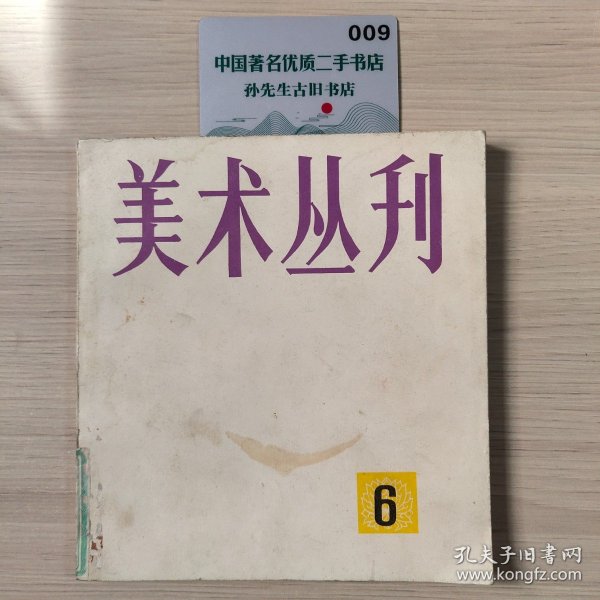 009
中国著名优质二手书店
孙先生古旧书店
美术丛刊
6
孔夫子旧书网
www.kongfz.com